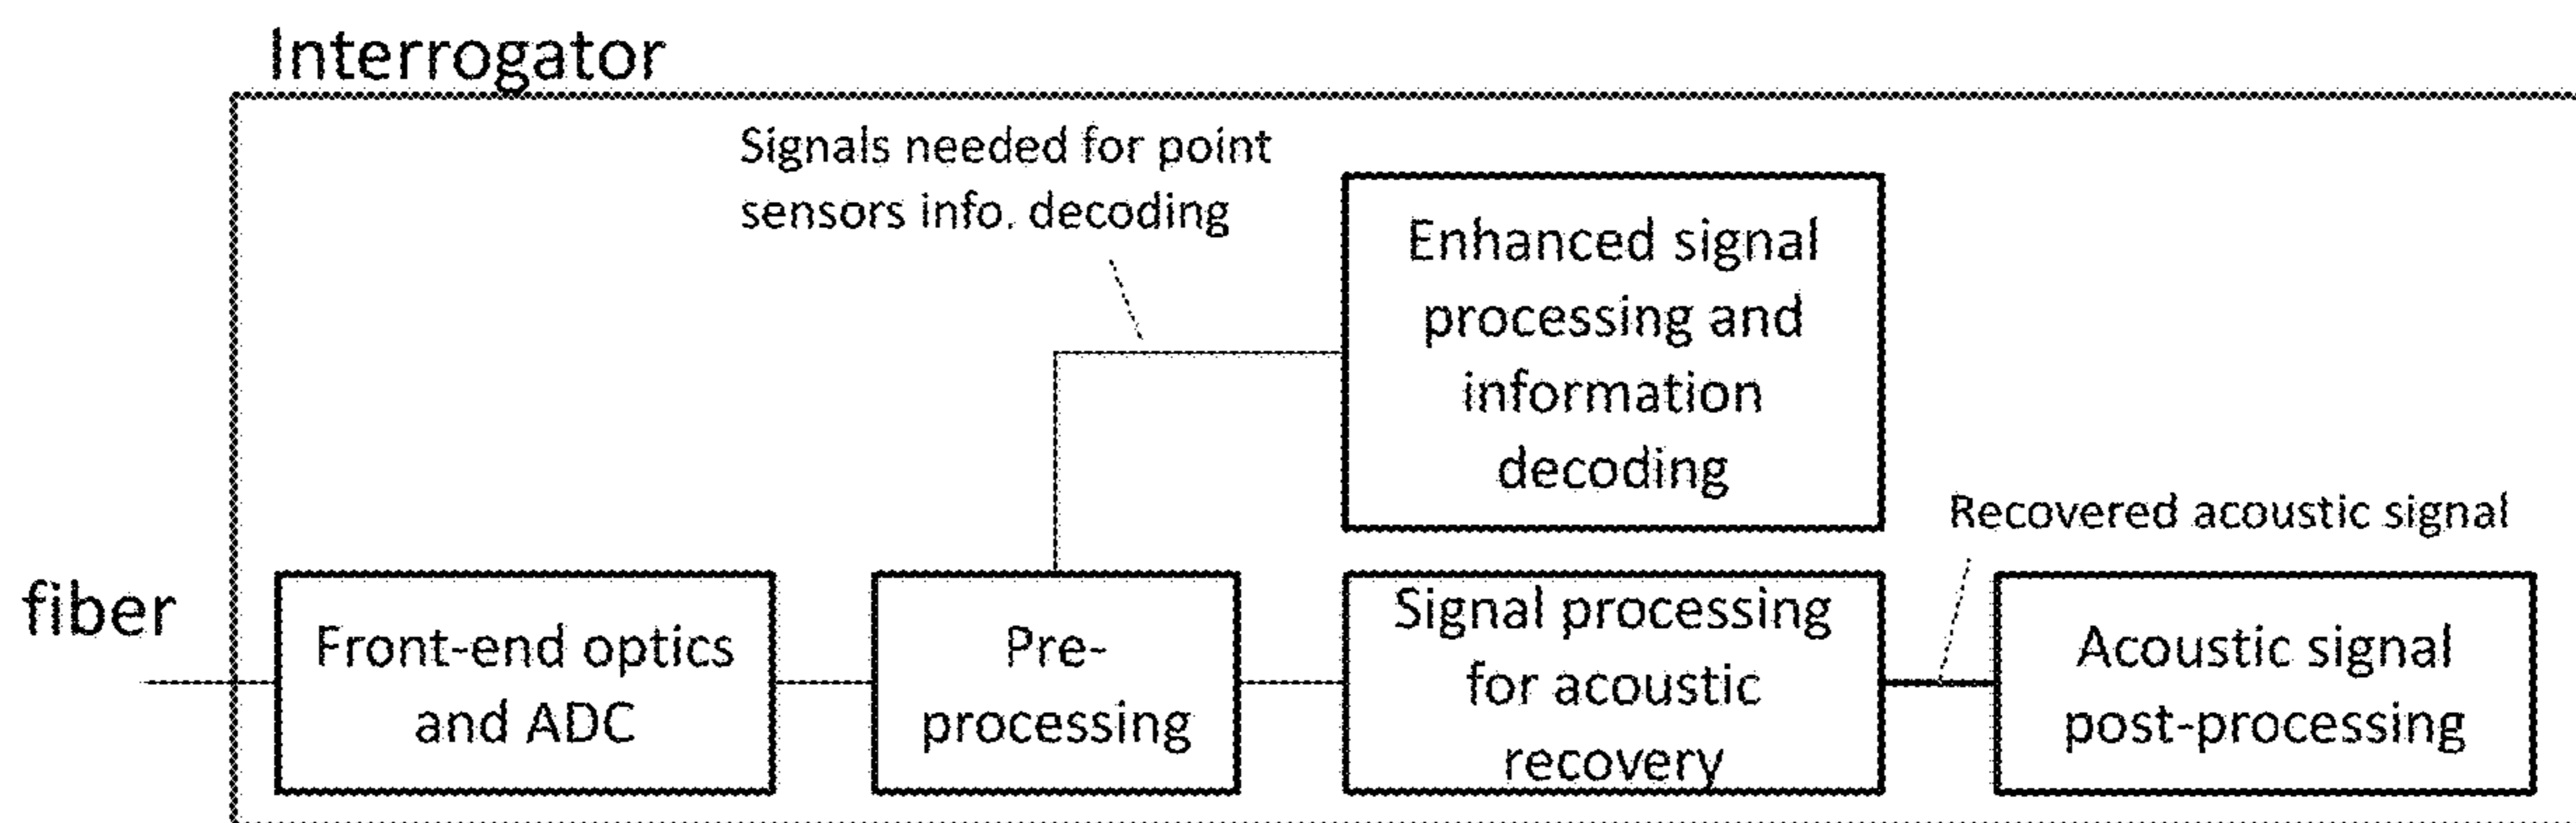 Interrogator
Signals needed for point
sensors info. decoding
Enhanced signal
processing and
information
decoding
Recovered acoustic signal
fiber
Front-end optics
and ADC
Pre-
processing
Signal processing
for acoustic
recovery
Acoustic signal
post-processing